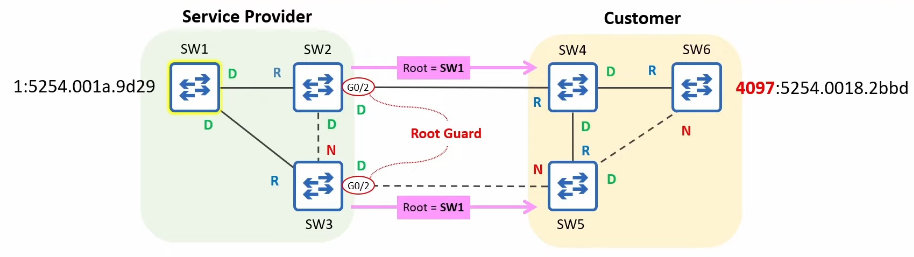 Service Provider
Customer
SW1
SW2
SW4
SW6
Root = SW1
D
R
D
R
1:5254.001a.9d29
G0/2
4097:5254.0018.2bbd
D
R
D
D
D
N
Root Guard
N
R
D
R
N
D
G0/2
SW3
Root = SW1
SW5